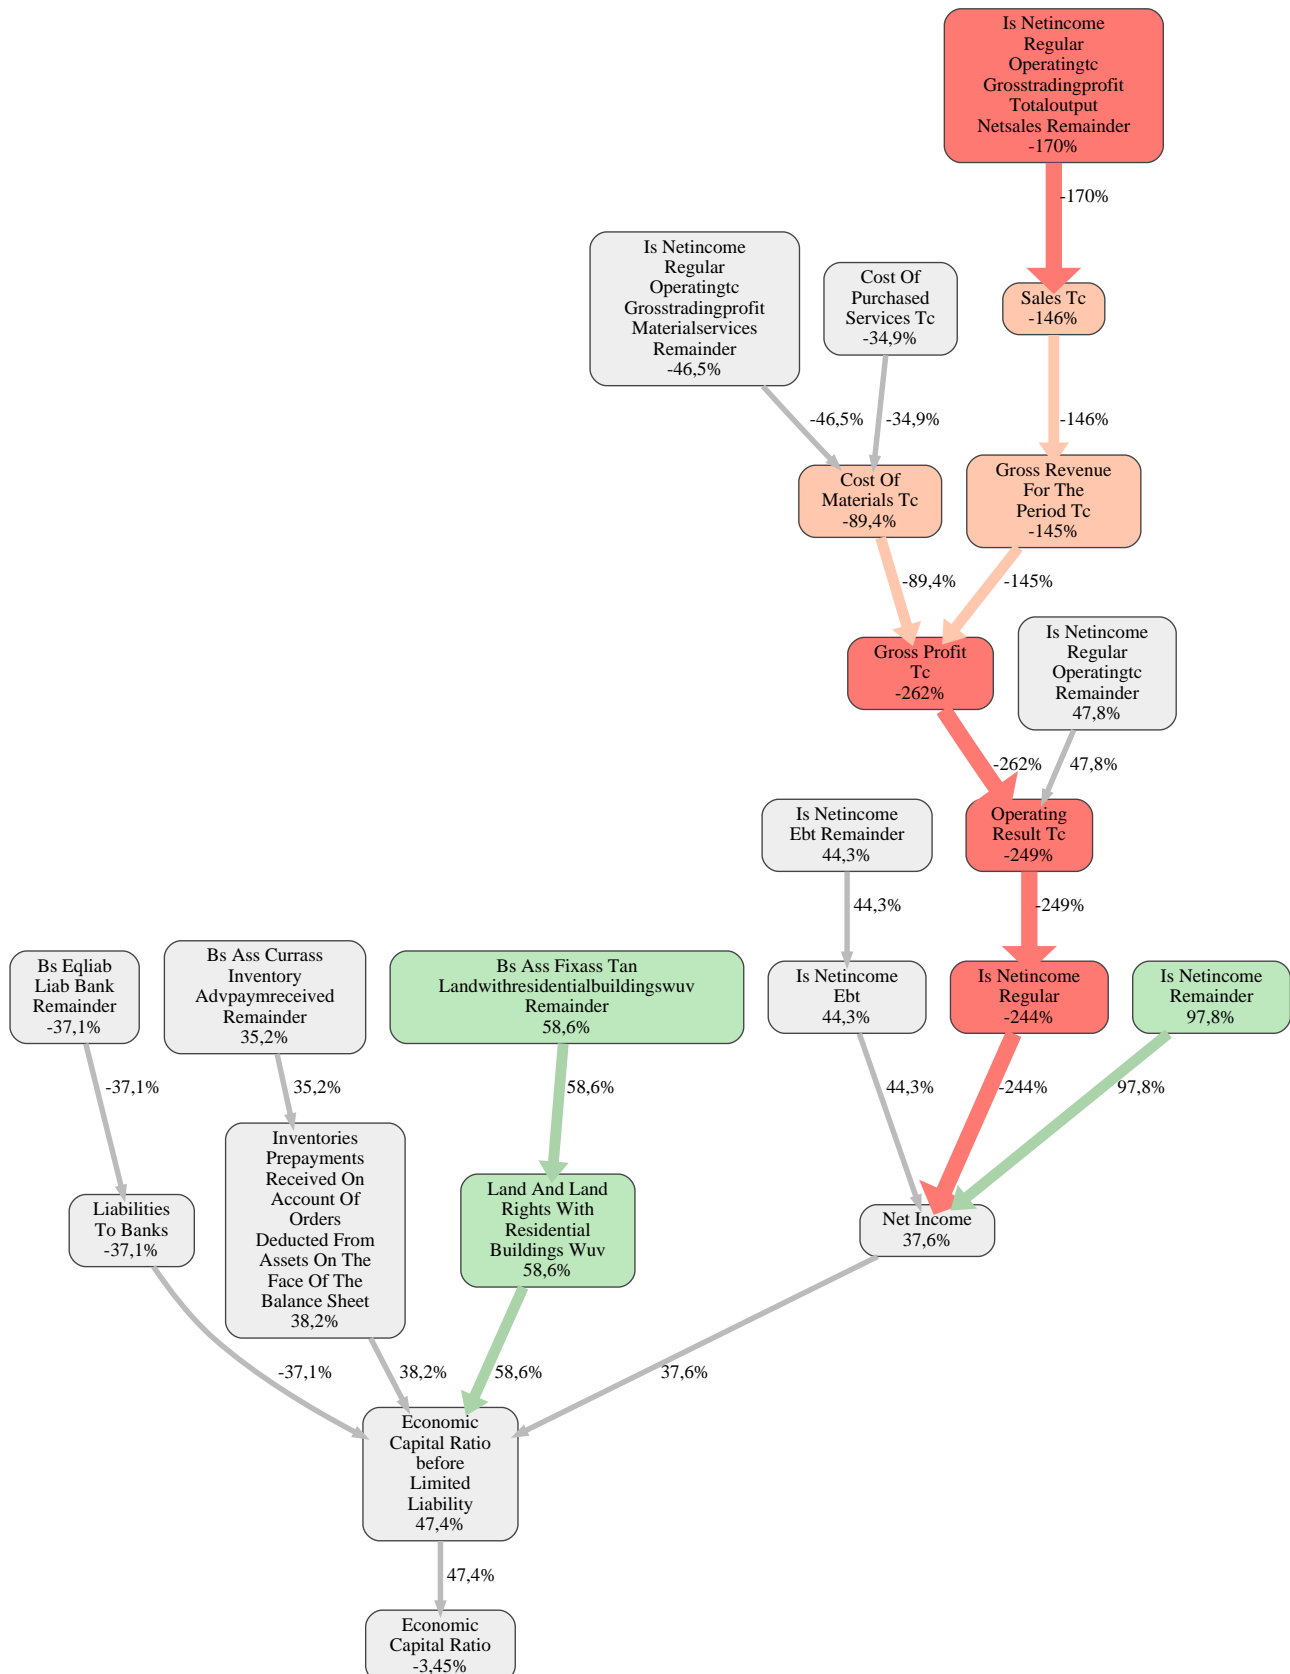 Is Netincome
Regular
Operatingtc
Grosstradingprofit
Totaloutput
Netsales Remainder
-170%
-170%
Is Netincome
Regular
Operatingtc
Grosstradingprofit
Materialservices
Remainder
-46,5%
Cost Of
Purchased
Services Tc
-34,9%
Sales Tc
-146%
-46,5%
-34,9%
-146%
Cost Of
Materials Tc
-89,4%
Gross Revenue
For The
Period Tc
-145%
-89,4%
-145%
Gross Profit
Tc
-262%
Is Netincome
Regular
Operatingtc
Remainder
47,8%
-262%
47,8%
Is Netincome
Ebt Remainder
44,3%
Operating
Result Tc
-249%
44,3%
-249%
Bs Eqliab
Liab Bank
Remainder
-37,1%
Bs Ass Currass
Inventory
Advpaymreceived
Remainder
35,2%
Bs Ass Fixass Tan
Landwithresidentialbuildingswuv
Remainder
58,6%
Is Netincome
Ebt
44,3%
Is Netincome
Regular
-244%
Is Netincome
Remainder
97,8%
-37,1%
35,2%
58,6%
44,3%
-244%
97,8%
Liabilities
To Banks
-37,1%
Inventories
Prepayments
Received On
Account Of
Orders
Deducted From
Assets On The
Face Of The
Balance Sheet
38,2%
Land And Land
Rights With
Residential
Buildings Wuv
58,6%
Net Income
37,6%
-37,1%
38,2%
58,6%
37,6%
Economic
Capital Ratio
before
Limited
Liability
47,4%
47,4%
Economic
Capital Ratio
-3,45%